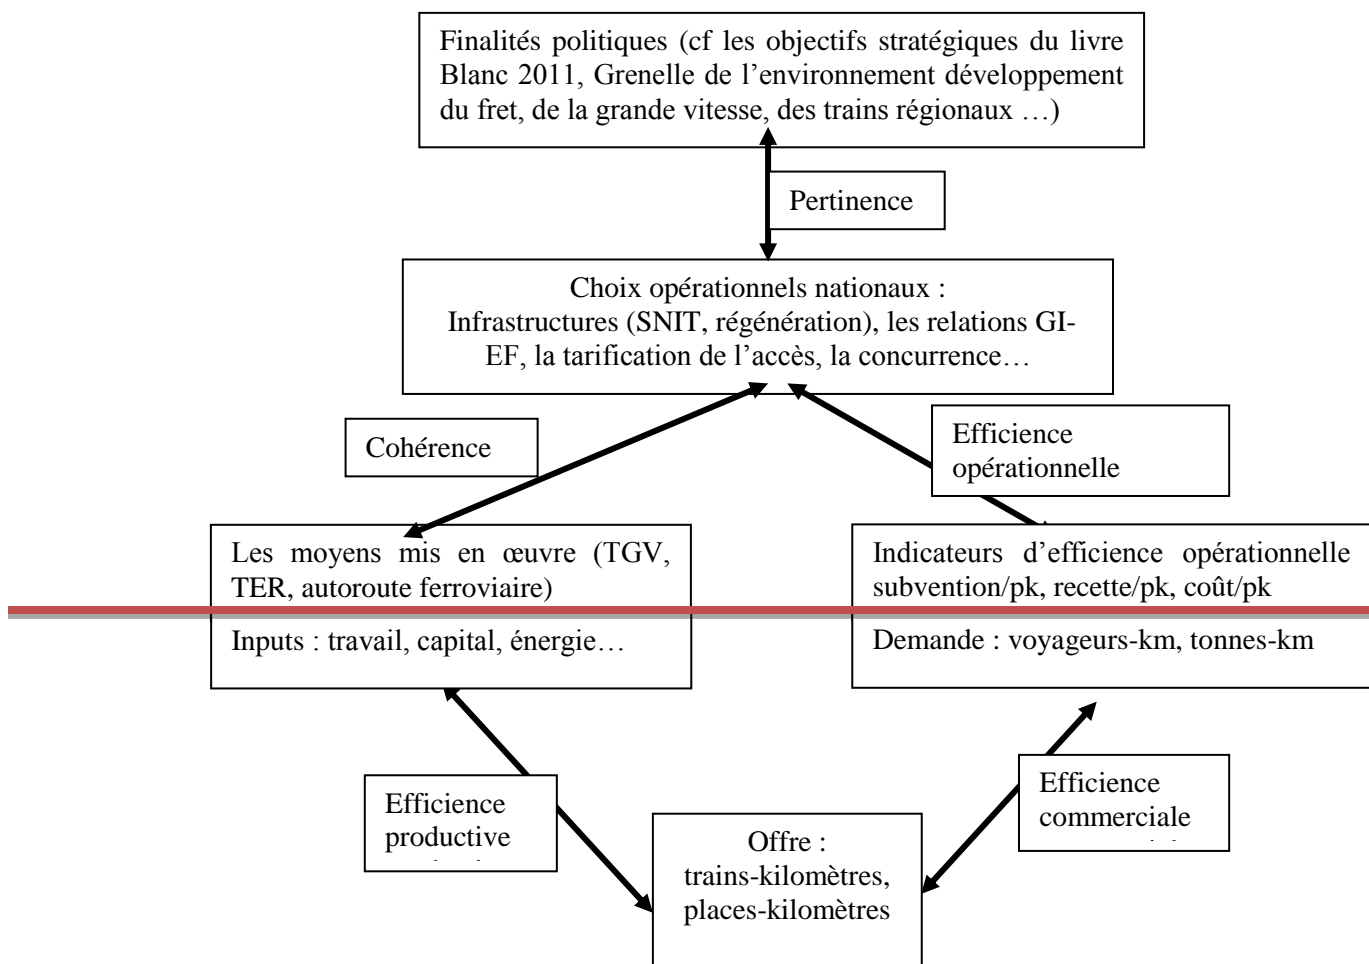 Finalités politiques (cf les objectifs stratégiques du livre
Blanc 2011, Grenelle de l’environnement développement
du fret, de la grande vitesse, des trains régionaux …)
Pertinence
Choix opérationnels nationaux :
Infrastructures (SNIT, régénération), les relations GI-
EF, la tarification de l’accès, la concurrence…
Cohérence
Efficience
opérationnelle
Les moyens mis en œuvre (TGV,
TER, autoroute ferroviaire)
Inputs : travail, capital, énergie…
Indicateurs d’efficience opérationnelle
subvention/pk, recette/pk, coût/pk
Demande : voyageurs-km, tonnes-km
Efficience
productive
Efficience
commerciale
Offre :
trains-kilomètres,
places-kilomètres